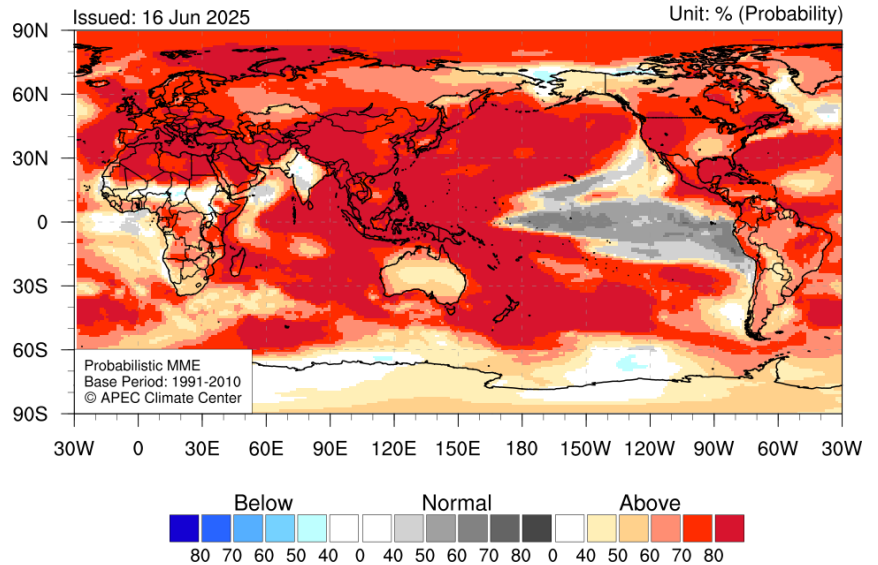 Issued: 16 Jun 2025
Unit: % (Probability)
90N
60N
30N
0
30S
60S
90S
Probabilistic MME
Base Period: 1991-2010
© APEC Climate Center
30W 0 30E 60E 90E 120E 150E 180 150W 120W 90W 60W 30W
Below Normal Above
80 70 60 50 40 0 40 50 60 70 80 0 40 50 60 70 80